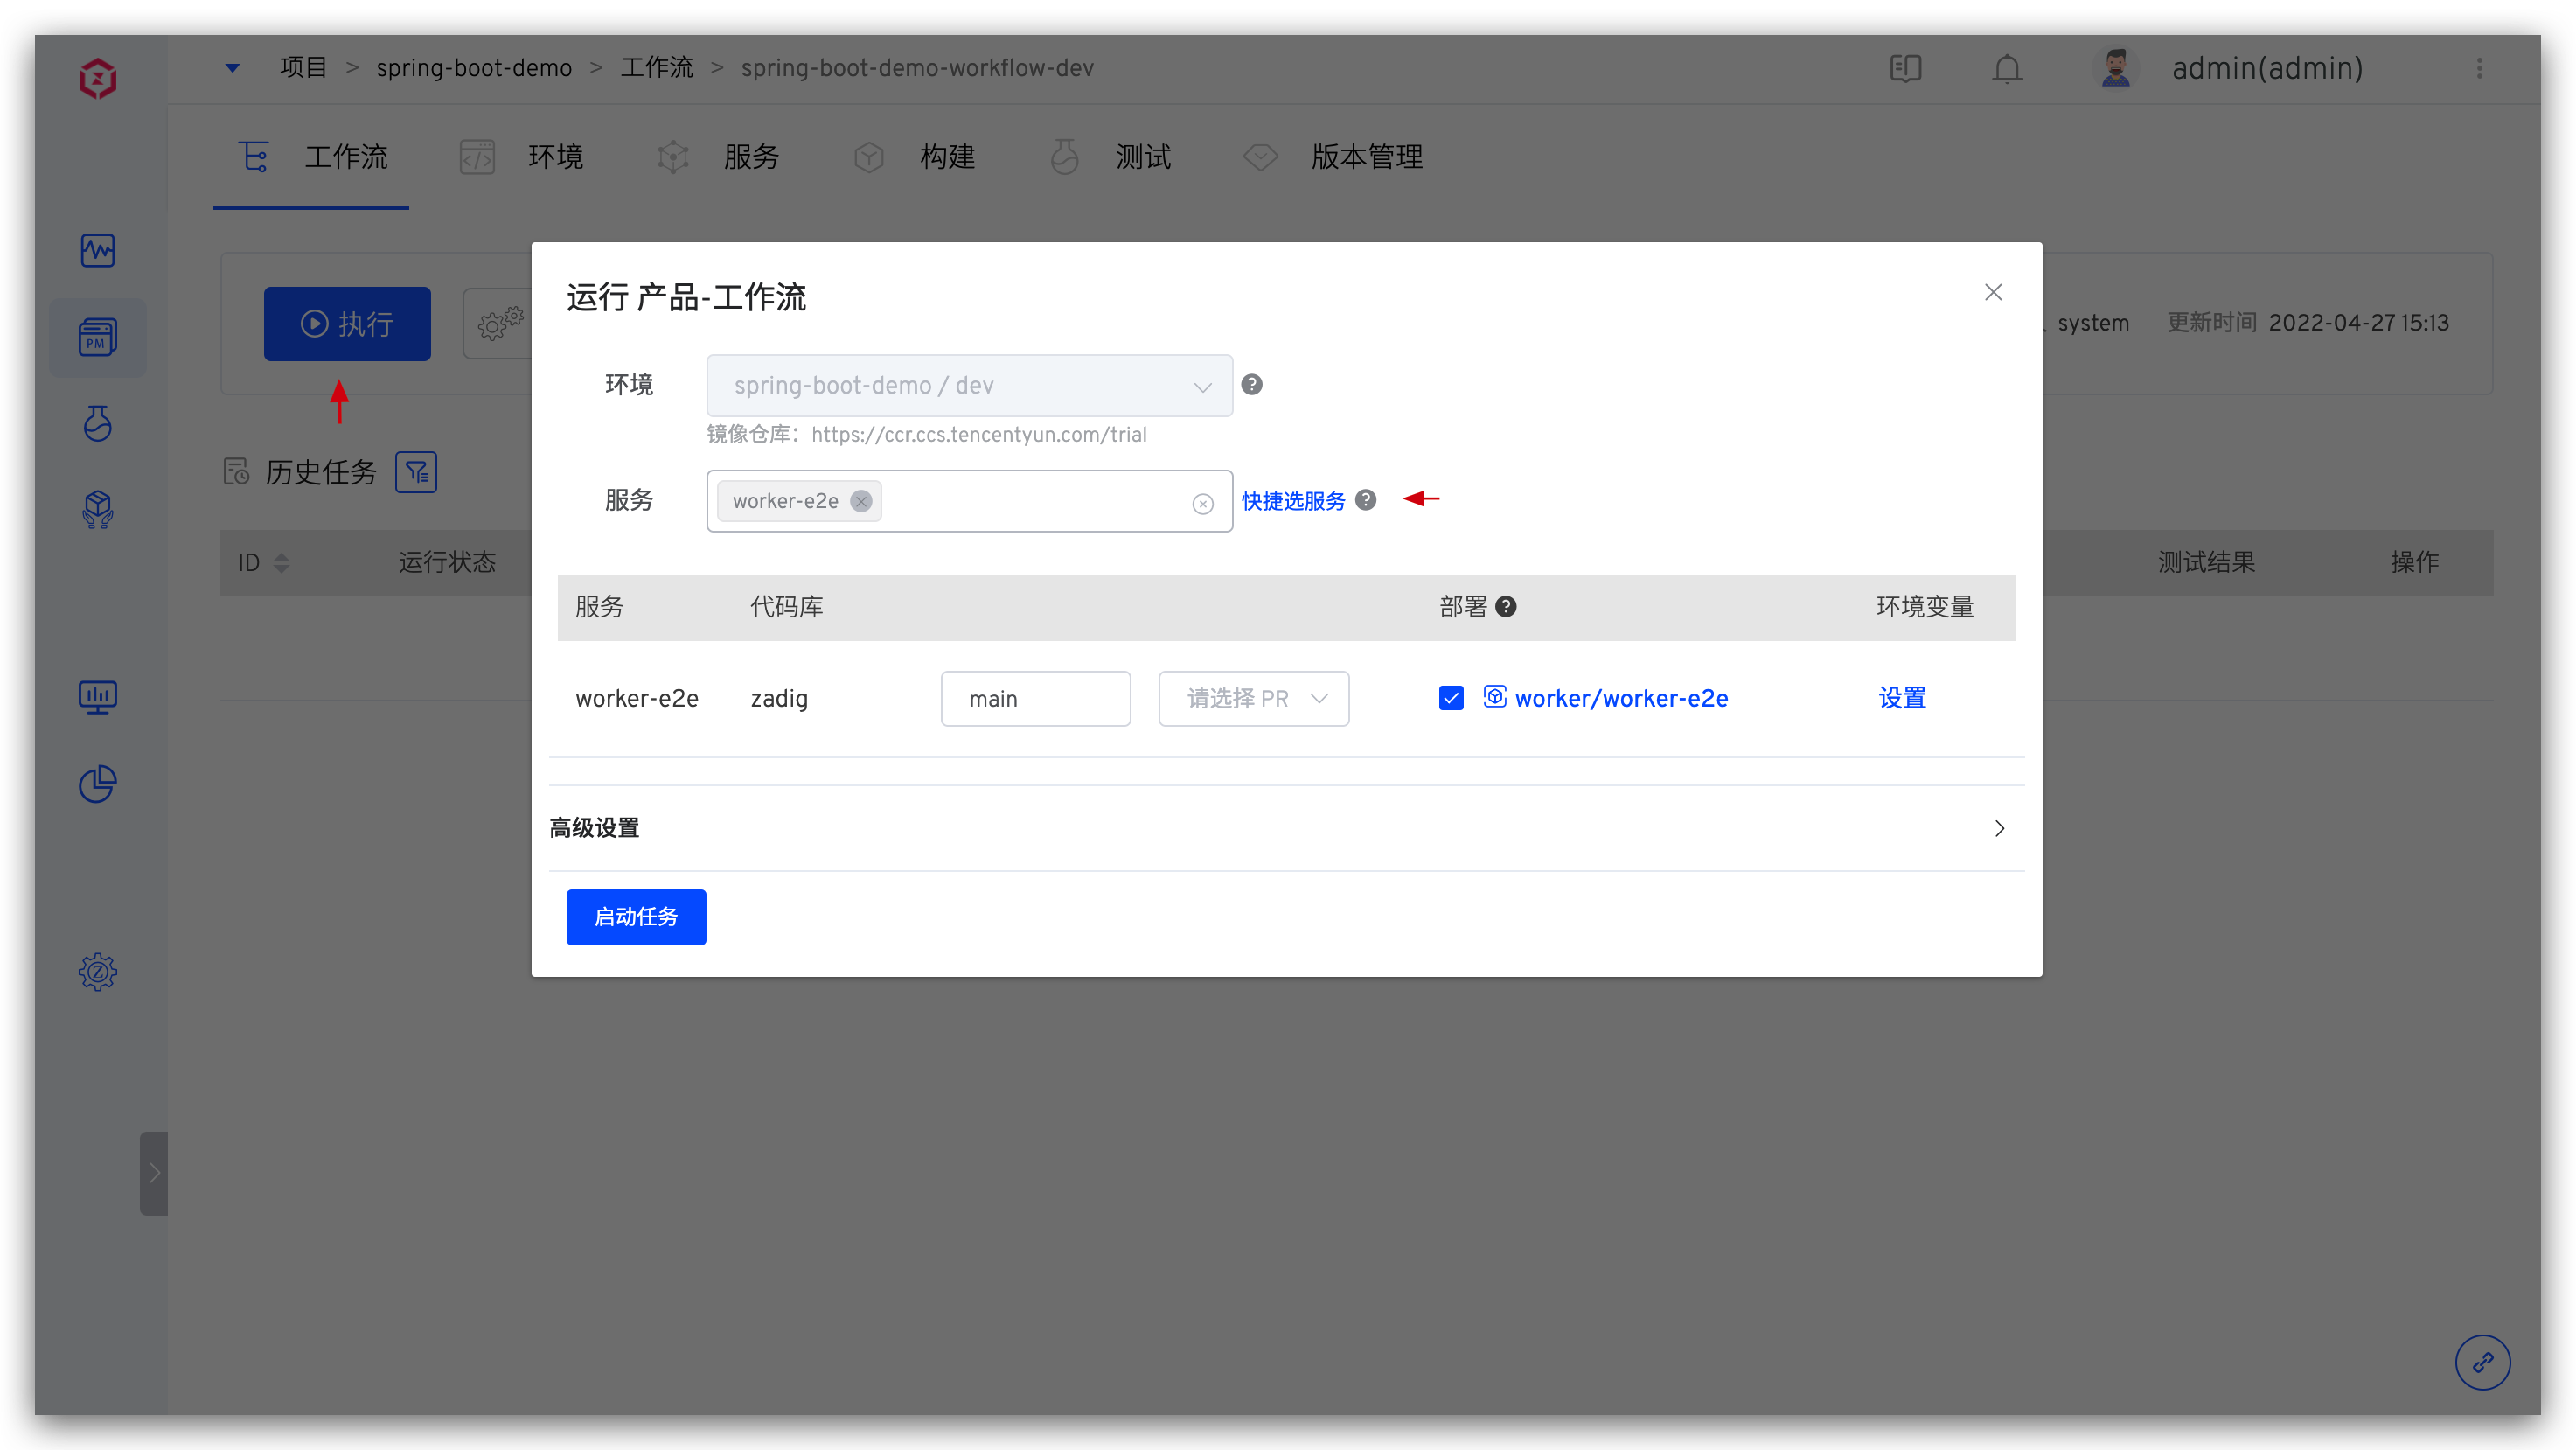 项目 > spring-boot-demo > 工作流 > spring-boot-demo-workflow-dev
admin(admin)
工作流 环境 服务 构建 测试 版本管理
执行
system 更新时间 2022-04-27 15:13
PM
历史任务
ID 运行状态 测试结果 操作
运行 产品-工作流
环境 spring-boot-demo / dev ?
镜像仓库: https://ccr.ccs.tencentyun.com/trial
服务 worker-e2e 快捷选服务 ?
服务 代码库 部署 ? 环境变量
worker-e2e zadig main 请选择 PR worker/worker-e2e 设置
高级设置
启动任务